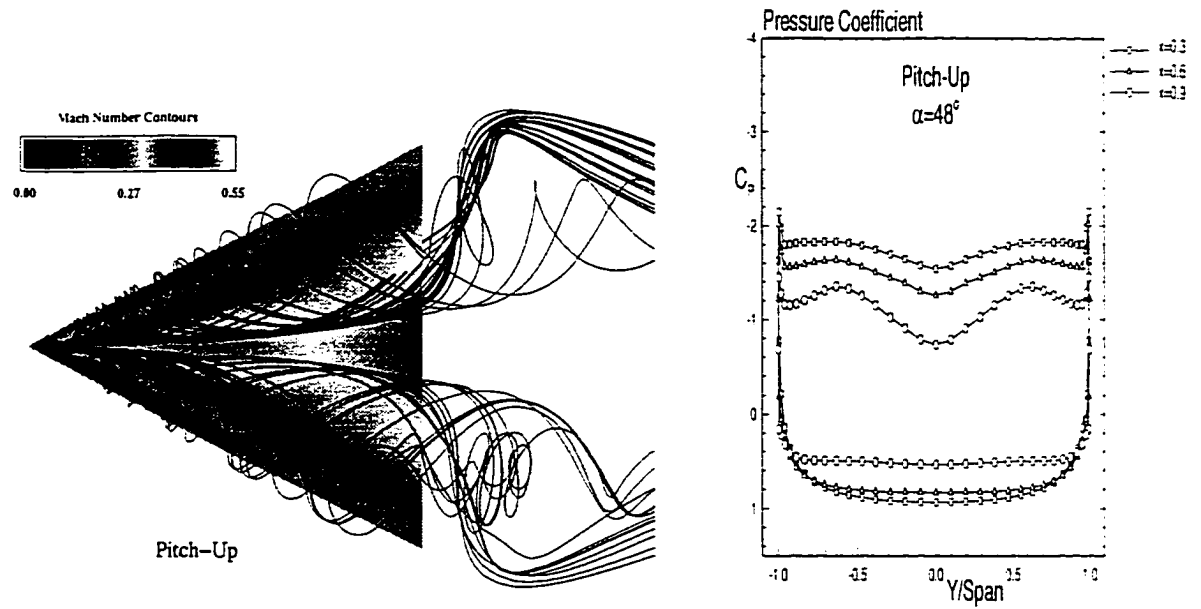 Mach Number Contours
0.00 0.27 0.55
Pitch-Up
Pressure Coefficient
Pitch-Up
α=48°
-4
-3
Cp
-2
-1
0
1
-1.0 -0.5 0.0 0.5 1.0
Y/Span